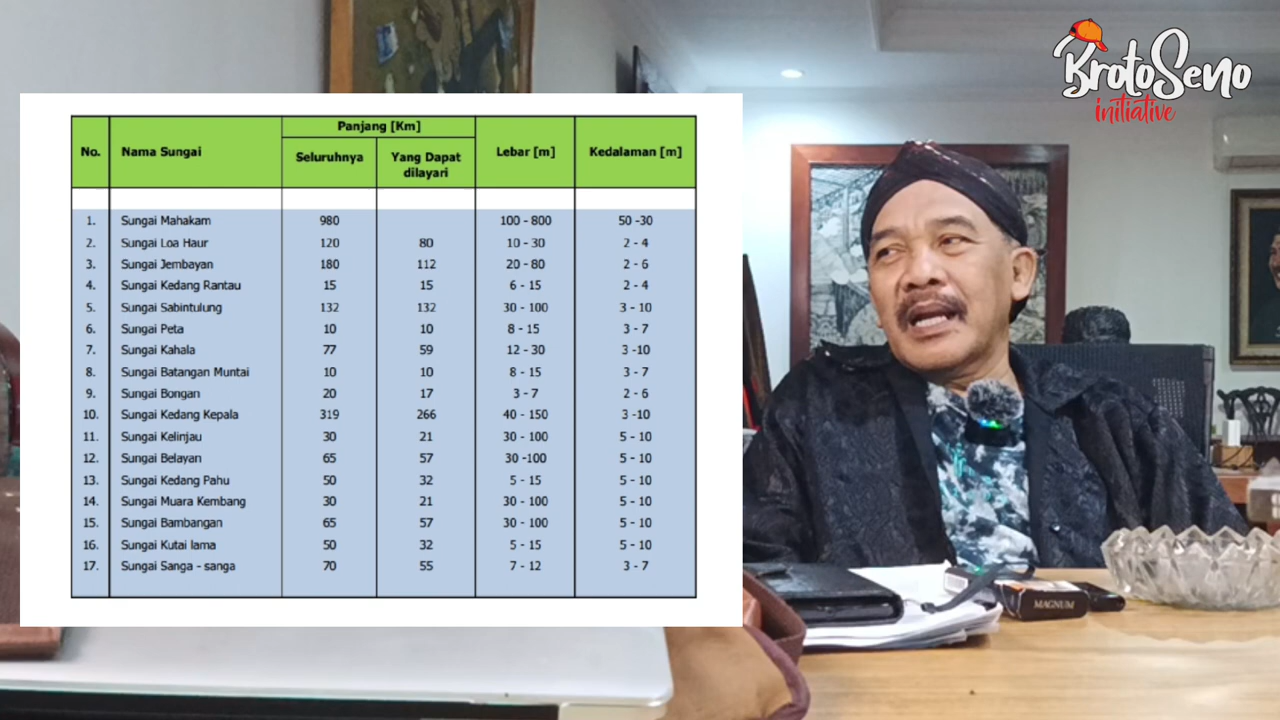 BrotoSeno
initiative
No. Nama Sungai Panjang [Km] Lebar [m] Kedalaman [m]
Seluruhnya Yang Dapat dilayari
1. Sungai Mahakam 980 100 - 800 50 -30
2. Sungai Loa Haur 120 80 10 - 30 2 - 4
3. Sungai Jembayan 180 112 20 - 80 2 - 6
4. Sungai Kedang Rantau 15 15 6 - 15 2 - 4
5. Sungai Sabintulung 132 132 30 - 100 3 - 10
6. Sungai Peta 10 10 8 - 15 3 - 7
7. Sungai Kahala 77 59 12 - 30 3 -10
8. Sungai Batangan Muntai 10 10 8 - 15 3 - 7
9. Sungai Bongan 20 17 3 - 7 2 - 6
10. Sungai Kedang Kepala 319 266 40 - 150 3 -10
11. Sungai Kelinjau 30 21 30 - 100 5 - 10
12. Sungai Belayan 65 57 30 -100 5 - 10
13. Sungai Kedang Pahu 50 32 5 - 15 5 - 10
14. Sungai Muara Kembang 30 21 30 - 100 5 - 10
15. Sungai Bambangan 65 57 30 - 100 5 - 10
16. Sungai Kutai lama 50 32 5 - 15 5 - 10
17. Sungai Sanga - sanga 70 55 7 - 12 3 - 7
MAGNUM